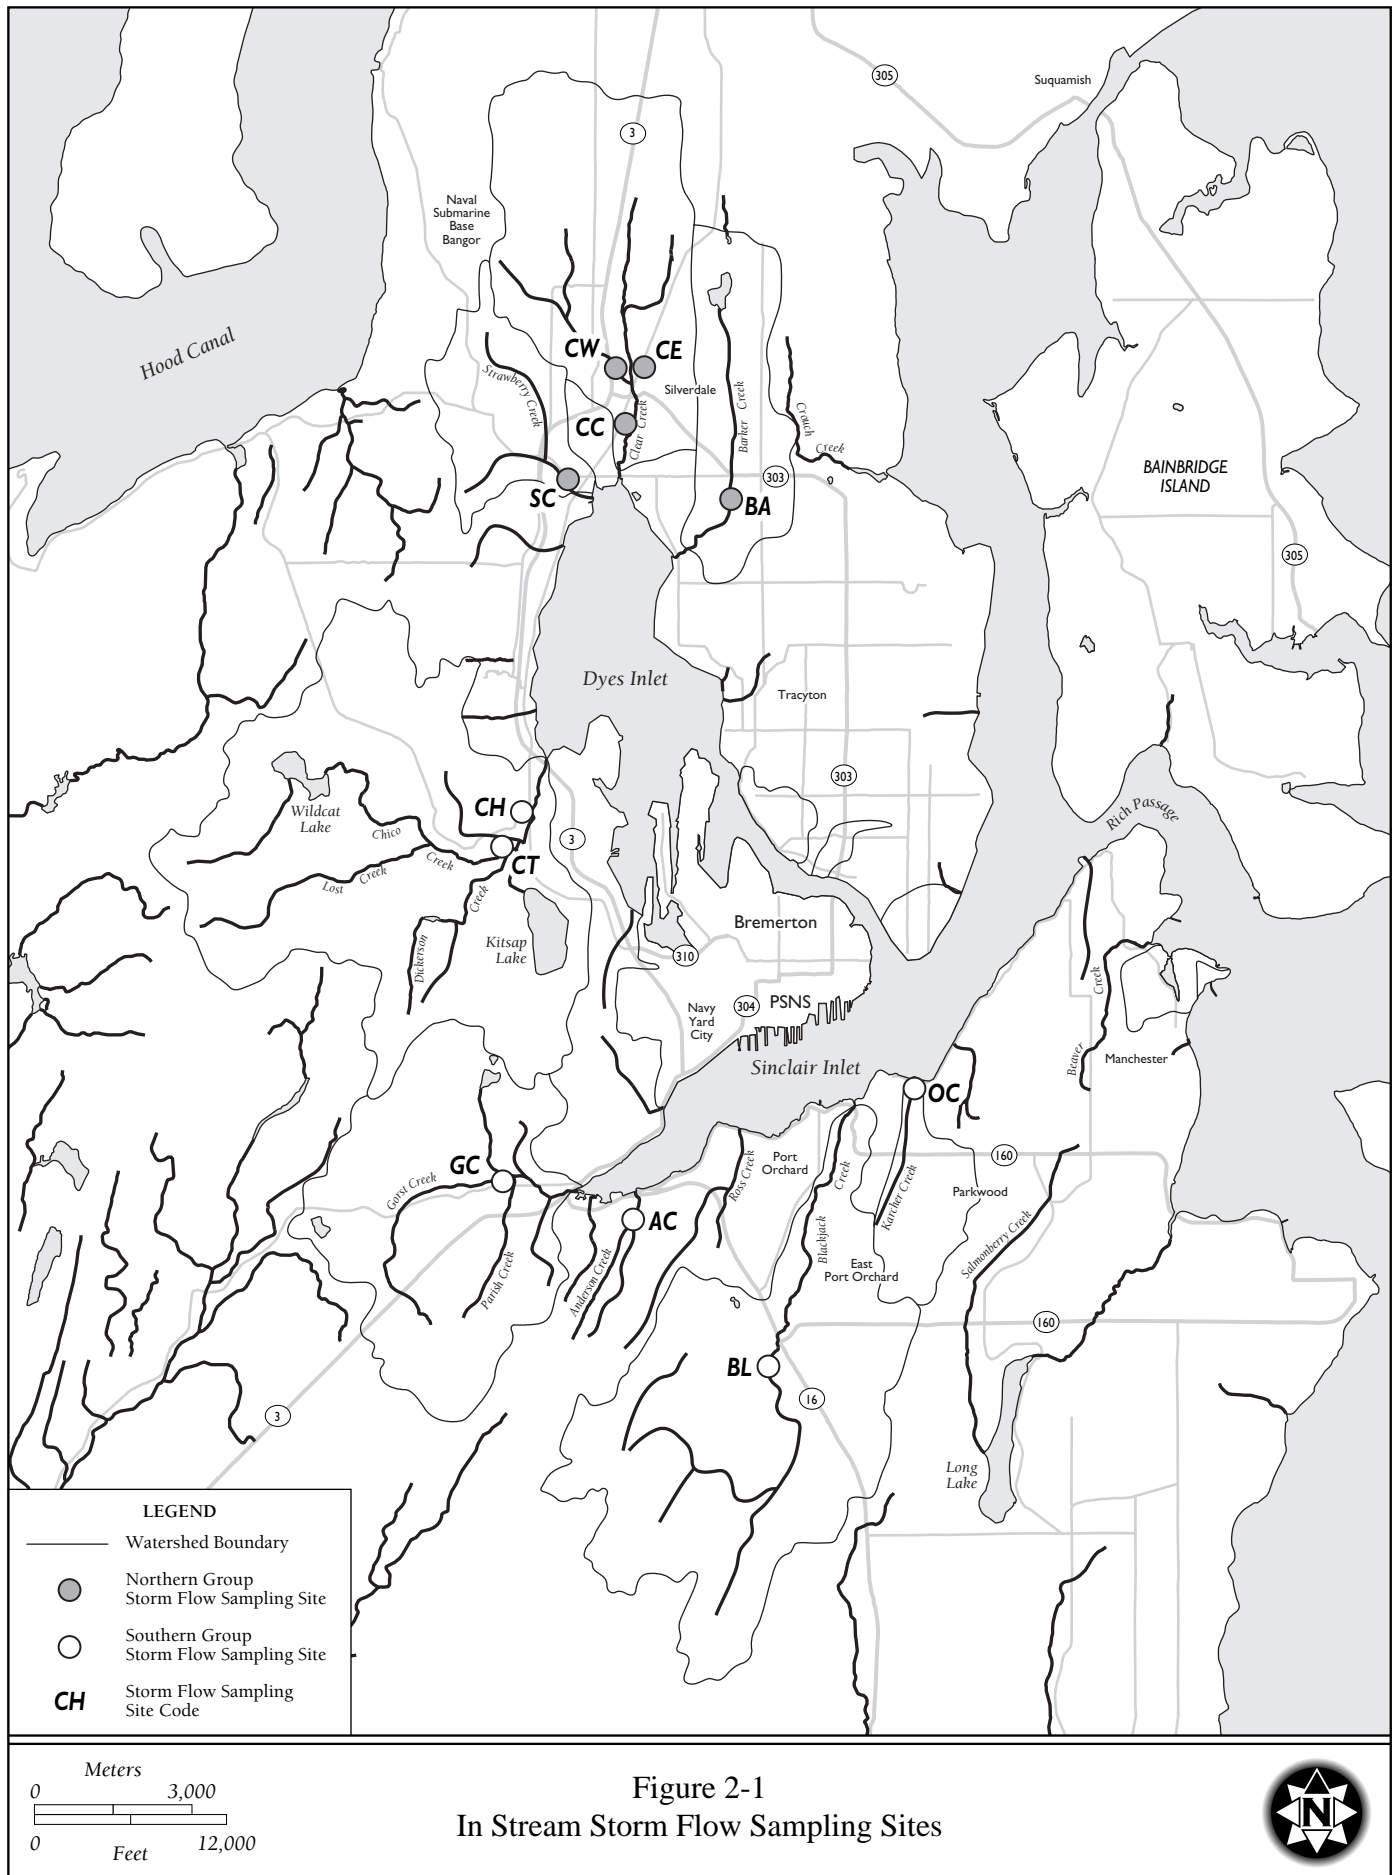 305
Suquamish
3
Naval
Submarine
Base
Bangor
Hood Canal
CW
CE
Strawberry Creek
Silverdale
Barker Creek
Crouch
Creek
CC
Clear Creek
SC
303
BA
BAINBRIDGE
ISLAND
305
Dyes Inlet
Tracyton
303
Wildcat
Lake
CH
Chico
Creek
CT
3
Rich Passage
Lost Creek
Creek
Dickerson
Kitsap
Lake
Bremerton
310
Navy
Yard
City
304
PSNS
Creek
Beaver
Manchester
Sinclair Inlet
OC
GC
Gorst Creek
Ross Creek
Port
Orchard
Creek
Blackjack
Karcher Creek
160
Parkwood
AC
Parish Creek
Anderson Creek
East
Port Orchard
Salmonberry Creek
160
BL
16
3
Long
Lake
LEGEND
Watershed Boundary
Northern Group
Storm Flow Sampling Site
Southern Group
Storm Flow Sampling Site
CH
Storm Flow Sampling
Site Code
Meters
0 3,000
0 12,000
Feet
Figure 2-1
In Stream Storm Flow Sampling Sites
N